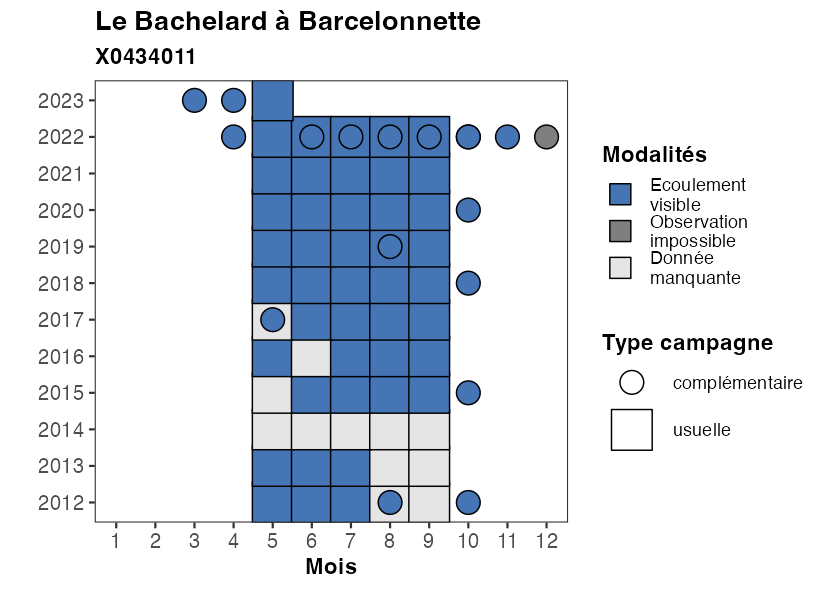 Le Bachelard à Barcelonnette
X0434011
2023
2022
2021
2020
2019
2018
2017
2016
2015
2014
2013
2012
1 2 3 4 5 6 7 8 9 10 11 12
Mois
Modalités
Ecoulement
visible
Observation
impossible
Donnée
manquante
Type campagne
complémentaire
usuelle